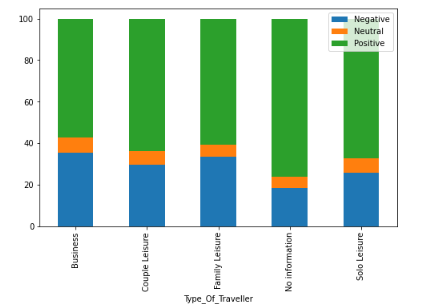 100
80
60
40
20
0
Negative
Neutral
Positive
Business
Couple Leisure
Family Leisure
No information
Solo Leisure
Type_Of_Traveller